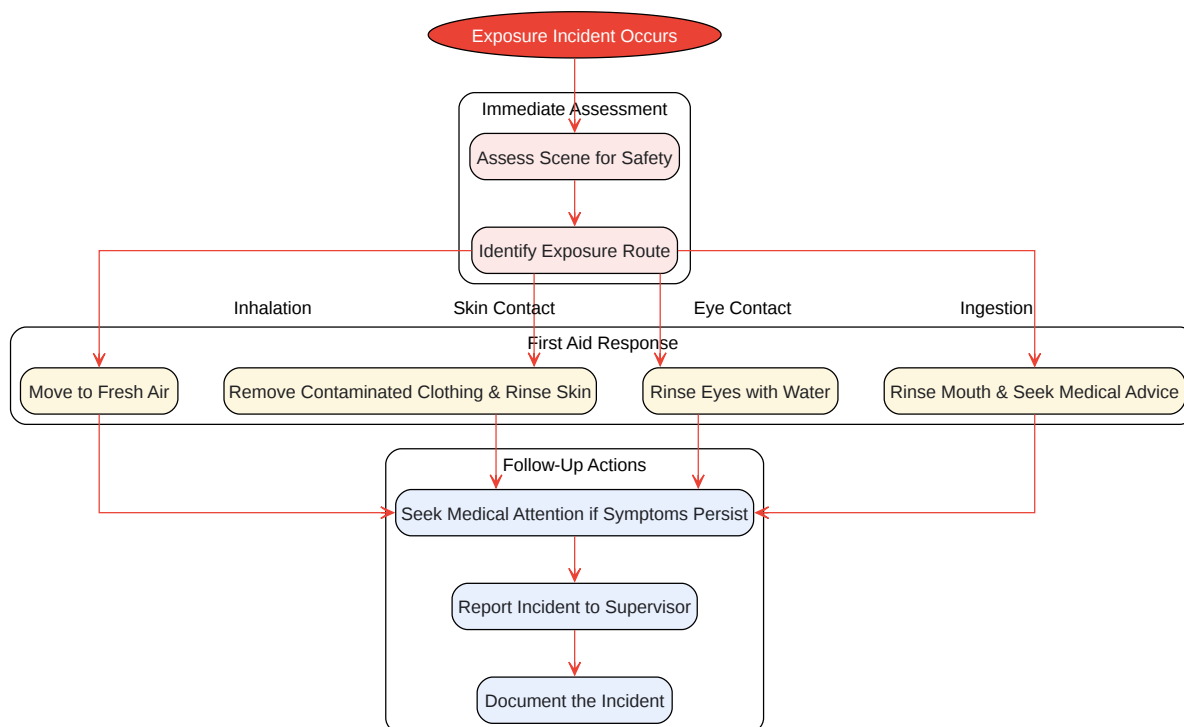 Exposure Incident Occurs
Immediate Assessment
Assess Scene for Safety
Identify Exposure Route
Inhalation
Skin Contact
Eye Contact
Ingestion
First Aid Response
Move to Fresh Air
Remove Contaminated Clothing & Rinse Skin
Rinse Eyes with Water
Rinse Mouth & Seek Medical Advice
Follow-Up Actions
Seek Medical Attention if Symptoms Persist
Report Incident to Supervisor
Document the Incident